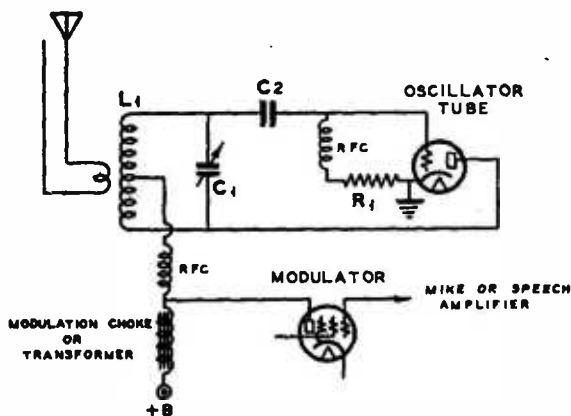 L1
C2
OSCILLATOR
TUBE
RFC
C1
R1
RFC
MODULATOR
MIKE OR SPEECH
AMPLIFIER
MODULATION CHOKE
OR
TRANSFORMER
+B